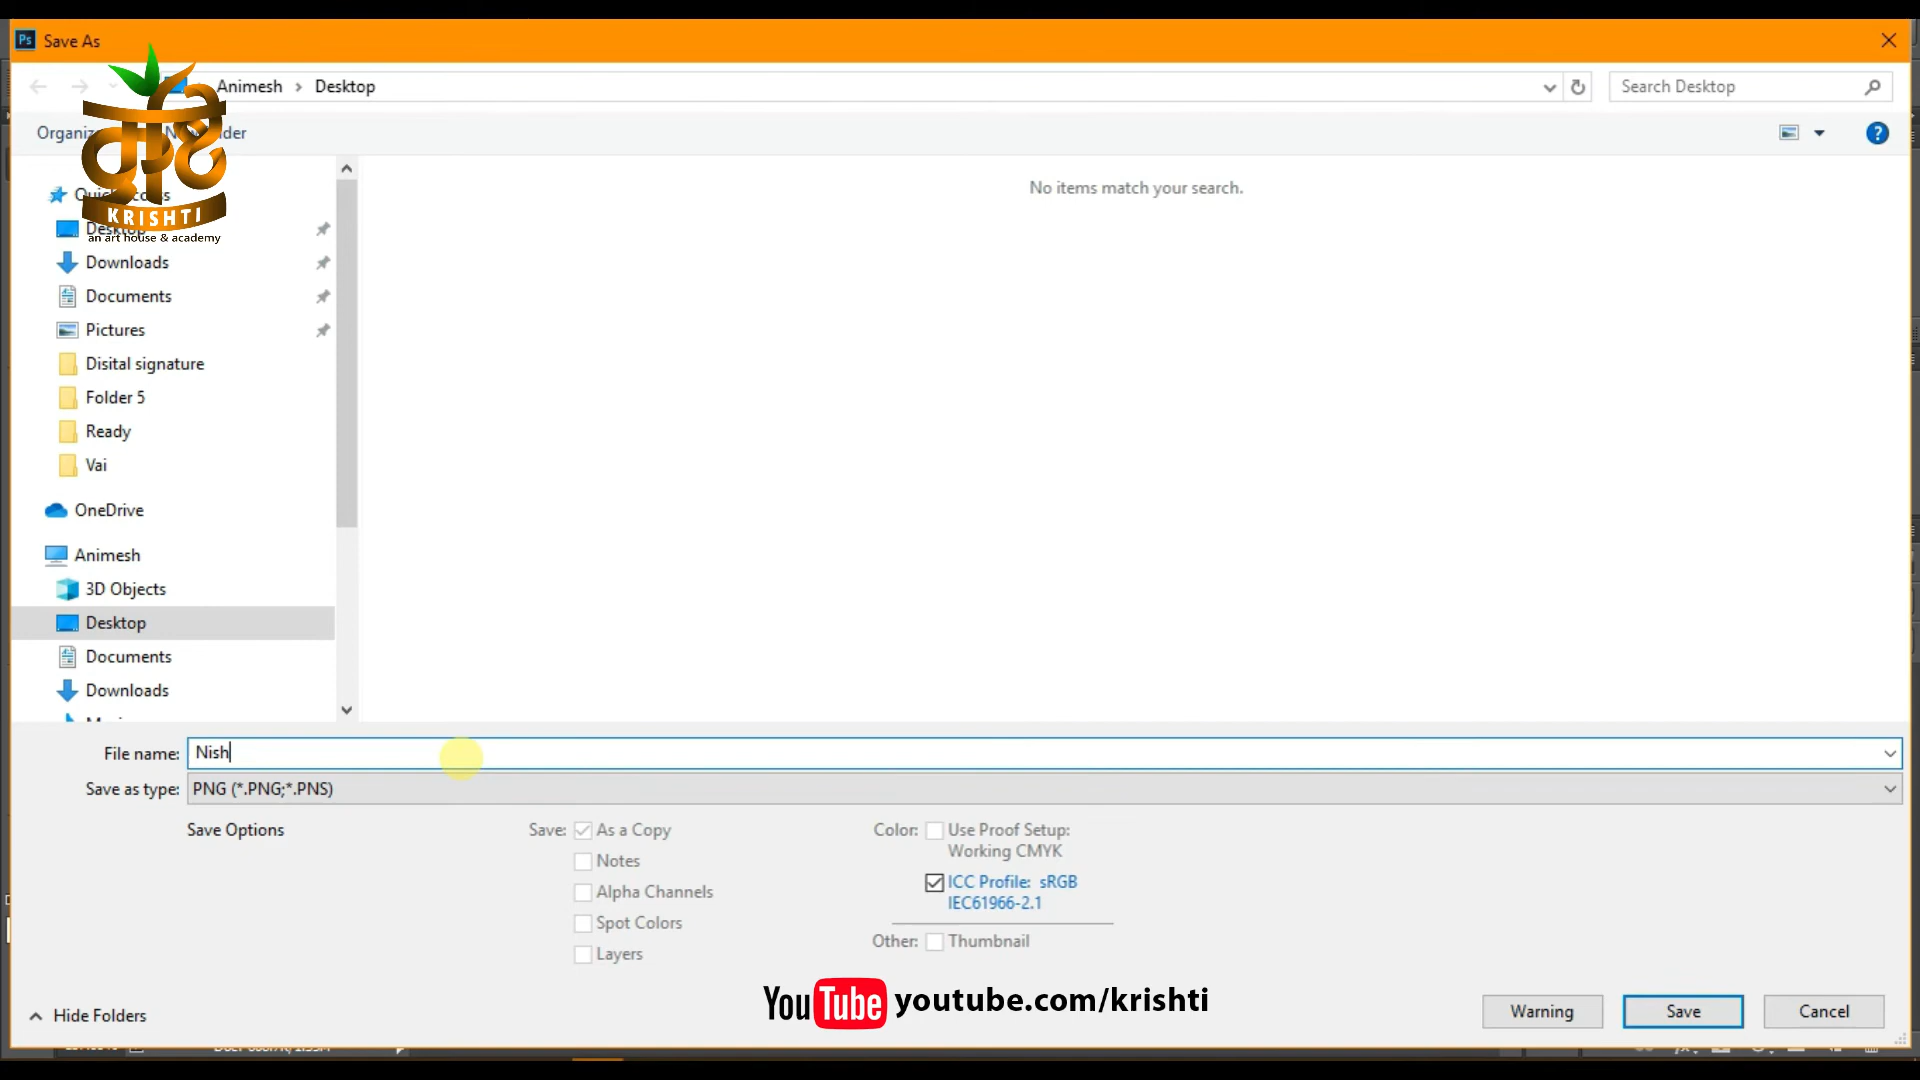 Ps Save As
Animesh > Desktop
Search Desktop
কৃষ্টি
KRISHTI
an art house & academy
No items match your search.
Desktop
Downloads
Documents
Pictures
Disital signature
Folder 5
Ready
Vai
OneDrive
Animesh
3D Objects
Desktop
Documents
Downloads
File name: Nish
Save as type: PNG (*.PNG;*.PNS)
Save Options
Save: As a Copy
Notes
Alpha Channels
Spot Colors
Layers
Color: Use Proof Setup:
Working CMYK
ICC Profile: sRGB
IEC61966-2.1
Other: Thumbnail
YouTube youtube.com/krishti
Hide Folders
Warning
Save
Cancel